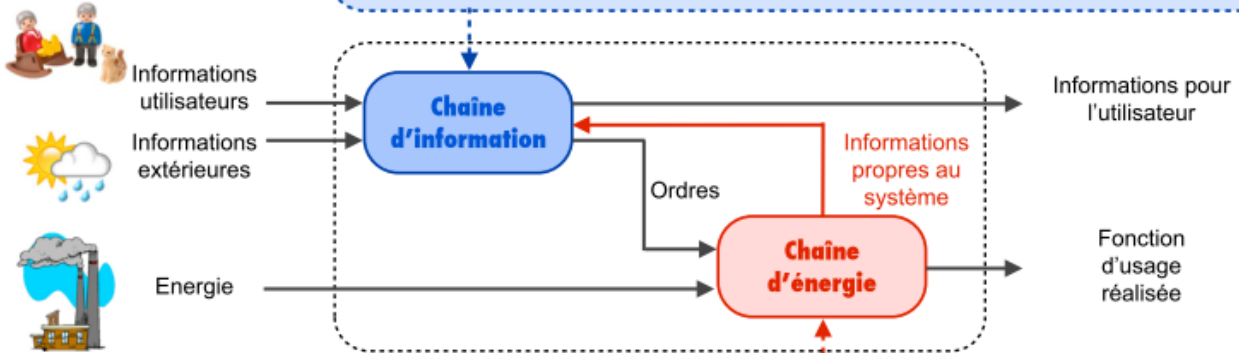 Informations
utilisateurs
Chaîne
d'information
Informations pour
l'utilisateur
Informations
extérieures
Informations
propres au
système
Ordres
Chaîne
d'énergie
Fonction
d'usage
réalisée
Energie